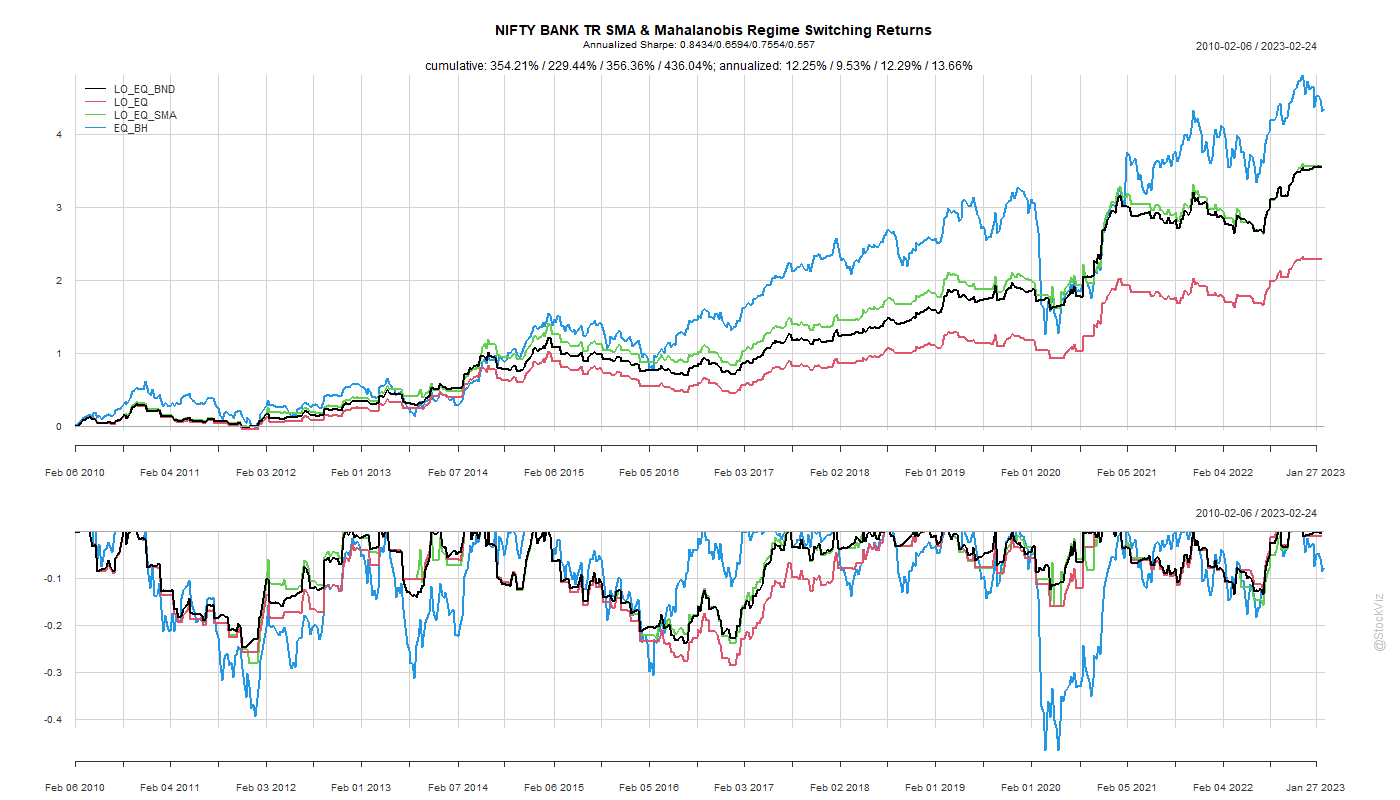 NIFTY BANK TR SMA & Mahalanobis Regime Switching Returns
Annualized Sharpe: 0.8434/0.6594/0.7554/0.557
2010-02-06 / 2023-02-24
cumulative: 354.21% / 229.44% / 356.36% / 436.04%; annualized: 12.25% / 9.53% / 12.29% / 13.66%
LO_EQ_BND
LO_EQ
LO_EQ_SMA
EQ_BH
4
3
2
1
0
Feb 06 2010 Feb 04 2011 Feb 03 2012 Feb 01 2013 Feb 07 2014 Feb 06 2015 Feb 05 2016 Feb 03 2017 Feb 02 2018 Feb 01 2019 Feb 01 2020 Feb 05 2021 Feb 04 2022 Jan 27 2023
2010-02-06 / 2023-02-24
-0.1
-0.2
-0.3
-0.4
Feb 06 2010 Feb 04 2011 Feb 03 2012 Feb 01 2013 Feb 07 2014 Feb 06 2015 Feb 05 2016 Feb 03 2017 Feb 02 2018 Feb 01 2019 Feb 01 2020 Feb 05 2021 Feb 04 2022 Jan 27 2023
@StockViz